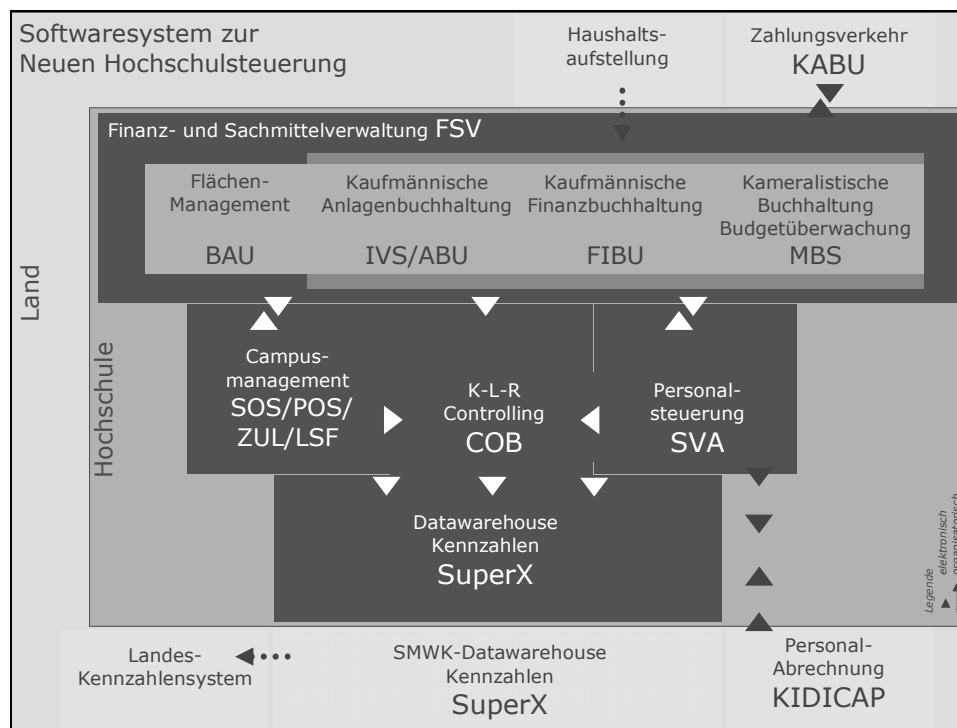 Softwaresystem zur
Neuen Hochschulsteuerung
Haushalts-
aufstellung
Zahlungsverkehr
KABU
Finanz- und Sachmittelverwaltung FSV
Flächen-
Management
BAU
Kaufmännische
Anlagenbuchhaltung
IVS/ABU
Kaufmännische
Finanzbuchhaltung
FIBU
Kameralistische
Buchhaltung
Budgetüberwachung
MBS
Land
Hochschule
Campus-
management
SOS/POS/
ZUL/LSF
K-L-R
Controlling
COB
Personal-
steuerung
SVA
Datawarehouse
Kennzahlen
SuperX
Legende
elektronisch
organisatorisch
Landes-
Kennzahlensystem
SMWK-Datawarehouse
Kennzahlen
SuperX
Personal-
Abrechnung
KIDICAP